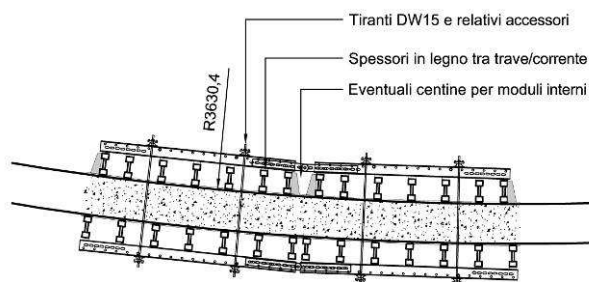 Tiranti DW15 e relativi accessori
Spessori in legno tra trave/corrente
Eventuali centine per moduli interni
R3630,4